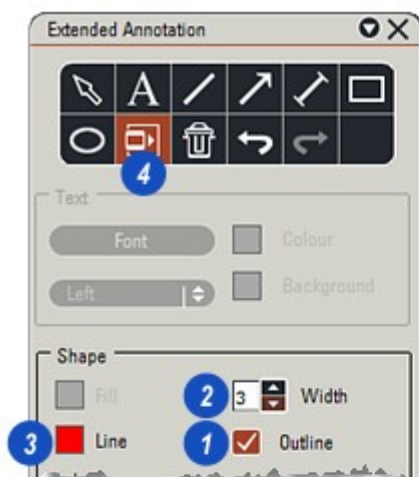 Extended Annotation
A
4
Text
Font
Colour
Left
Background
Shape
Fill
2
3
Width
3
Line
1
Outline